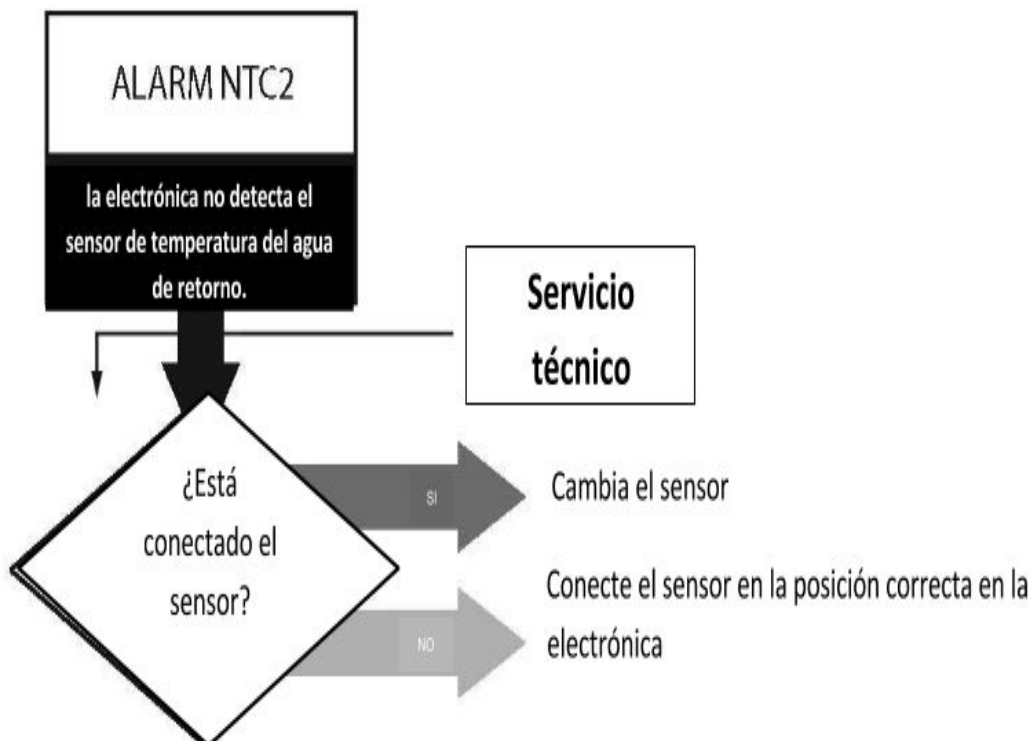 ALARM NTC2
la electrónica no detecta el
sensor de temperatura del agua
de retorno.
Servicio
técnico
¿Está
conectado el
sensor?
SI
Cambia el sensor
NO
Conecte el sensor en la posición correcta en la
electrónica